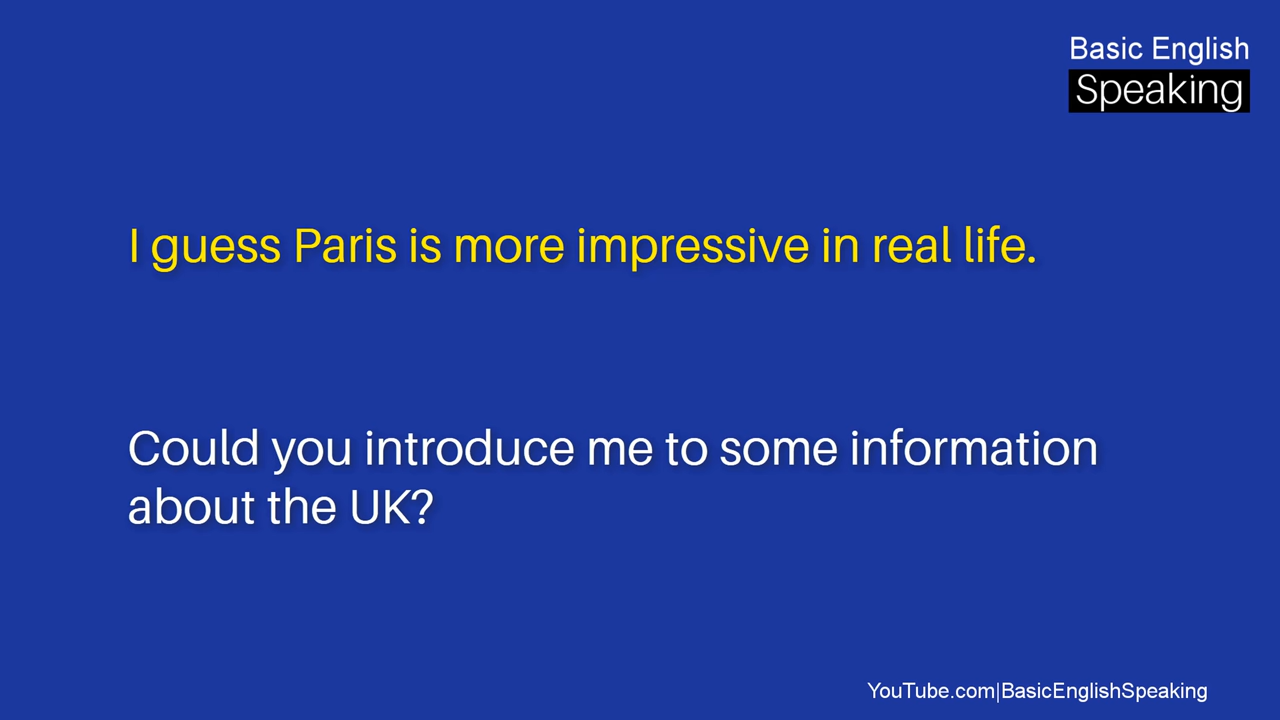 Basic English
Speaking
I guess Paris is more impressive in real life.
Could you introduce me to some information
about the UK?
YouTube.com|BasicEnglishSpeaking